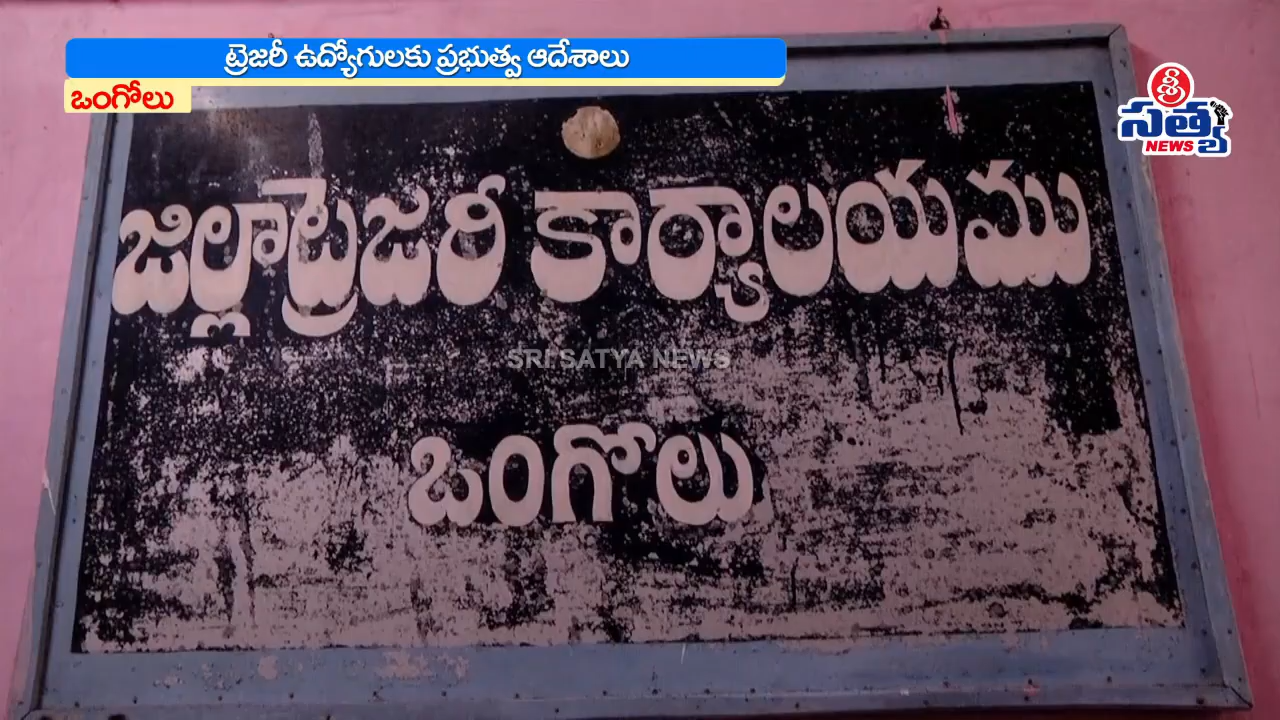 ట్రెజరీ ఉద్యోగులకు ప్రభుత్వ ఆదేశాలు
ఒంగోలు
శ్రీ
సత్య
NEWS
జిల్లాట్రెజరీ కార్యాలయము
SRI SATYA NEWS
ఒంగోలు